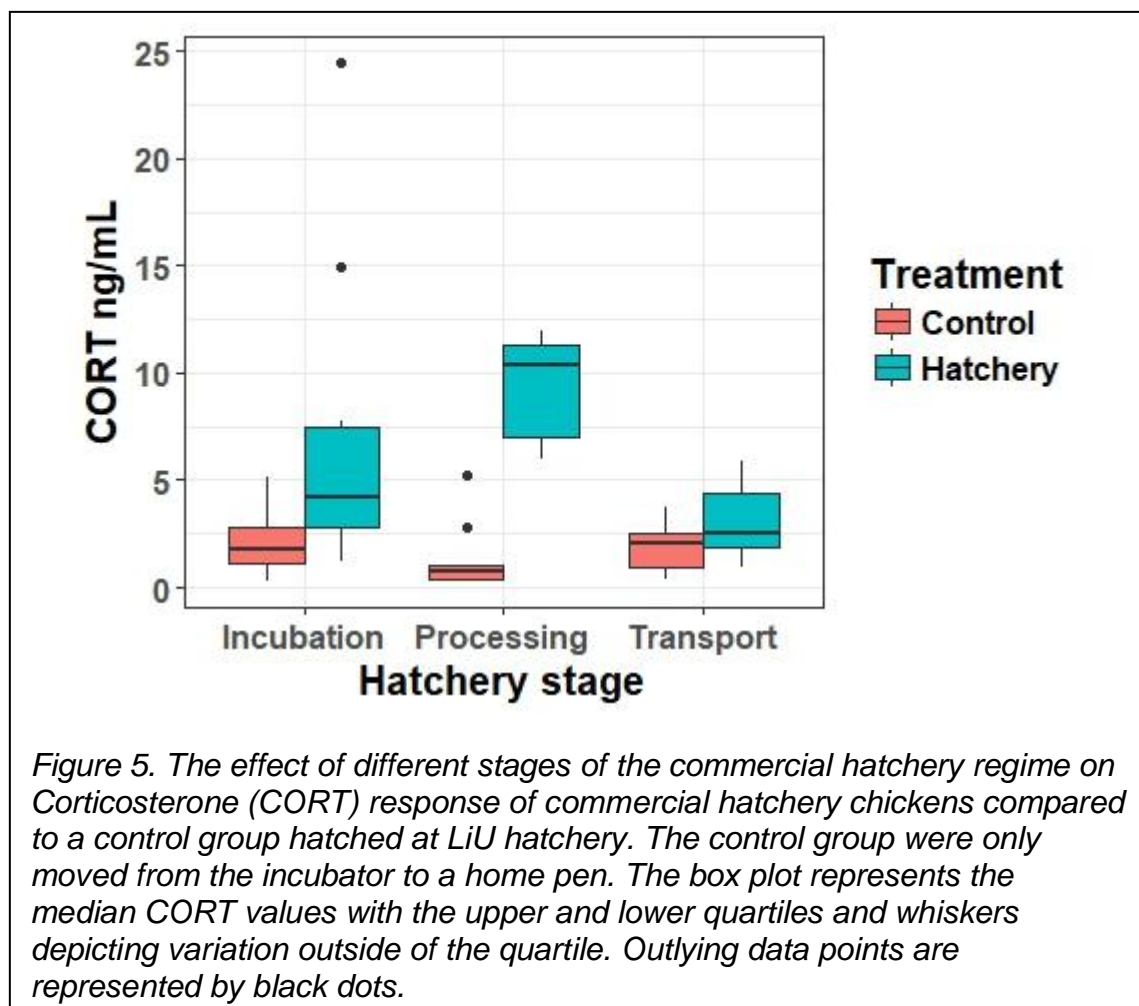 25
20
15
10
5
0
CORT ng/mL
Incubation Processing Transport
Hatchery stage
Treatment
Control
Hatchery
Figure 5. The effect of different stages of the commercial hatchery regime on
Corticosterone (CORT) response of commercial hatchery chickens compared
to a control group hatched at LiU hatchery. The control group were only
moved from the incubator to a home pen. The box plot represents the
median CORT values with the upper and lower quartiles and whiskers
depicting variation outside of the quartile. Outlying data points are
represented by black dots.